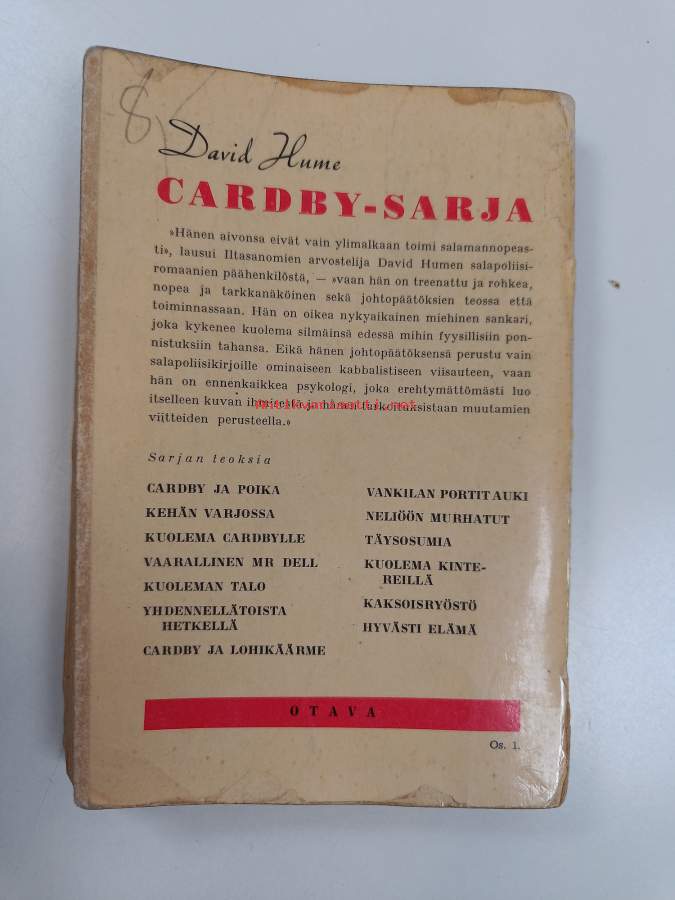 8
David Hume
CARDBY-SARJA
»Hänen aivonsa eivät vain ylimalkaan toimi salamannopeas-
ti», lausui Iltasanomien arvostelija David Humen salapoliisi-
romaanien päähenkilöstä, — »vaan hän on treenattu ja rohkea,
nopea ja tarkkanäköinen sekä johtopäätöksien teossa että
toiminnassaan. Hän on oikea nykyaikainen miehinen sankari,
joka kykenee kuolema silmäinsä edessä mihin fyysillisiin pon-
nistuksiin tahansa. Eikä hänen johtopäätöksensä perustu vain
salapoliisikirjoille ominaiseen kabbalistiseen viisauteen, vaan
hän on ennenkaikkea psykologi, joka erehtymättömästi luo
itselleen kuvan ihmisestä ja hänen tarkoituksistaan muutamien
viitteiden perusteella.»
Sarjan teoksia
CARDBY JA POIKA
KEHÄN VARJOSSA
KUOLEMA CARDBYLLE
VAARALLINEN MR DELL
KUOLEMAN TALO
YHDENNELLÄTOISTA
HETKELLÄ
CARDBY JA LOHIKÄÄRME
VANKILAN PORTIT AUKI
NELIÖÖN MURHATUT
TÄYSOSUMIA
KUOLEMA KINTE-
REILLÄ
KAKSOISRYÖSTÖ
HYVÄSTI ELÄMÄ
OTAVA
Os. 1.